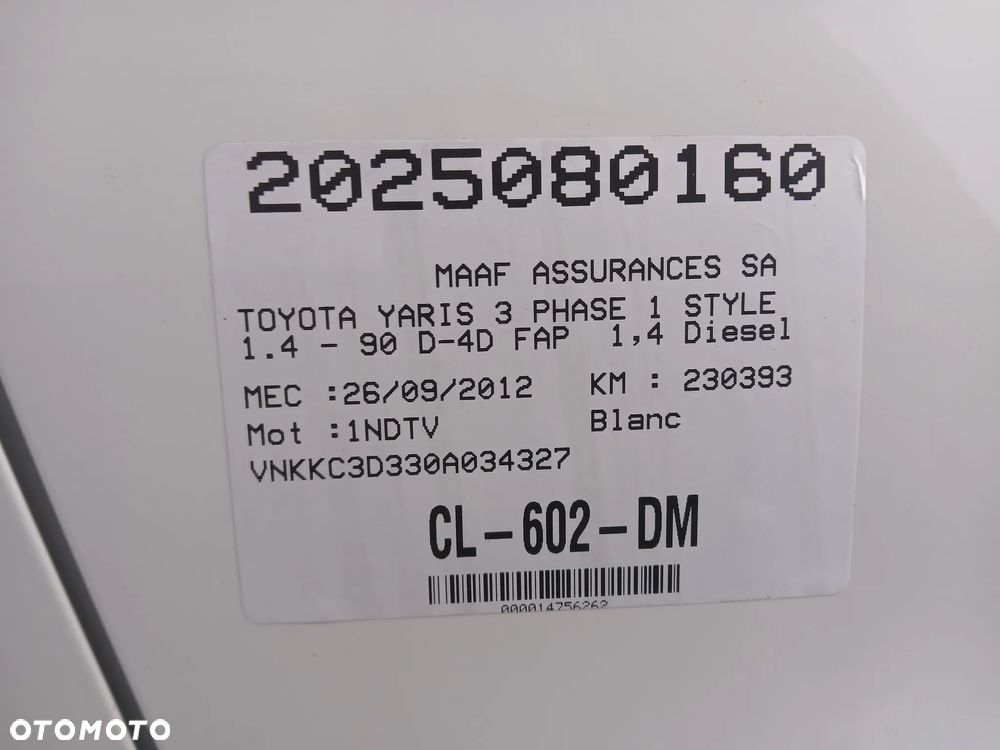 2025080160
MAAF ASSURANCES SA
TOYOTA YARIS 3 PHASE 1 STYLE
1.4 - 90 D-4D FAP 1,4 Diesel
MEC :26/09/2012 KM : 230393
Mot :1NDTV Blanc
VNKKC3D330A034327
CL-602-DM
000014756262
OTOMOTO